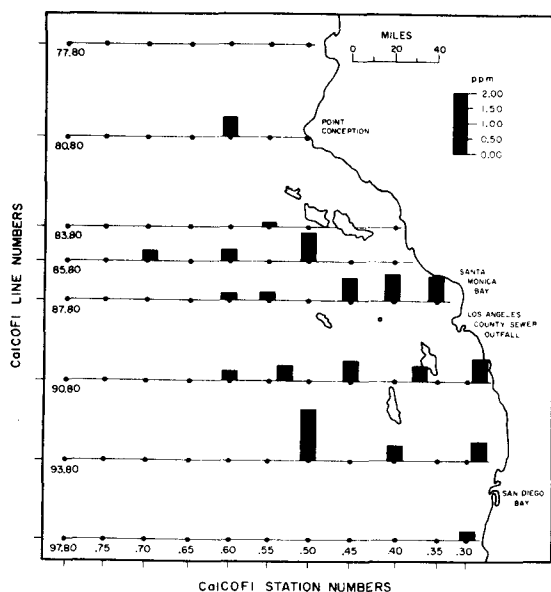 MILES
0 20 40
77.80
ppm
2.00
1.50
1.00
0.50
0.00
POINT
CONCEPTION
80.80
83.80
85.80
SANTA
MONICA
BAY
87.80
LOS ANGELES
COUNTY SEWER
OUTFALL
90.80
93.80
SAN DIEGO
BAY
97.80 .75 .70 .65 .60 .55 .50 .45 .40 .35 .30
CalCOFI LINE NUMBERS
CalCOFI STATION NUMBERS